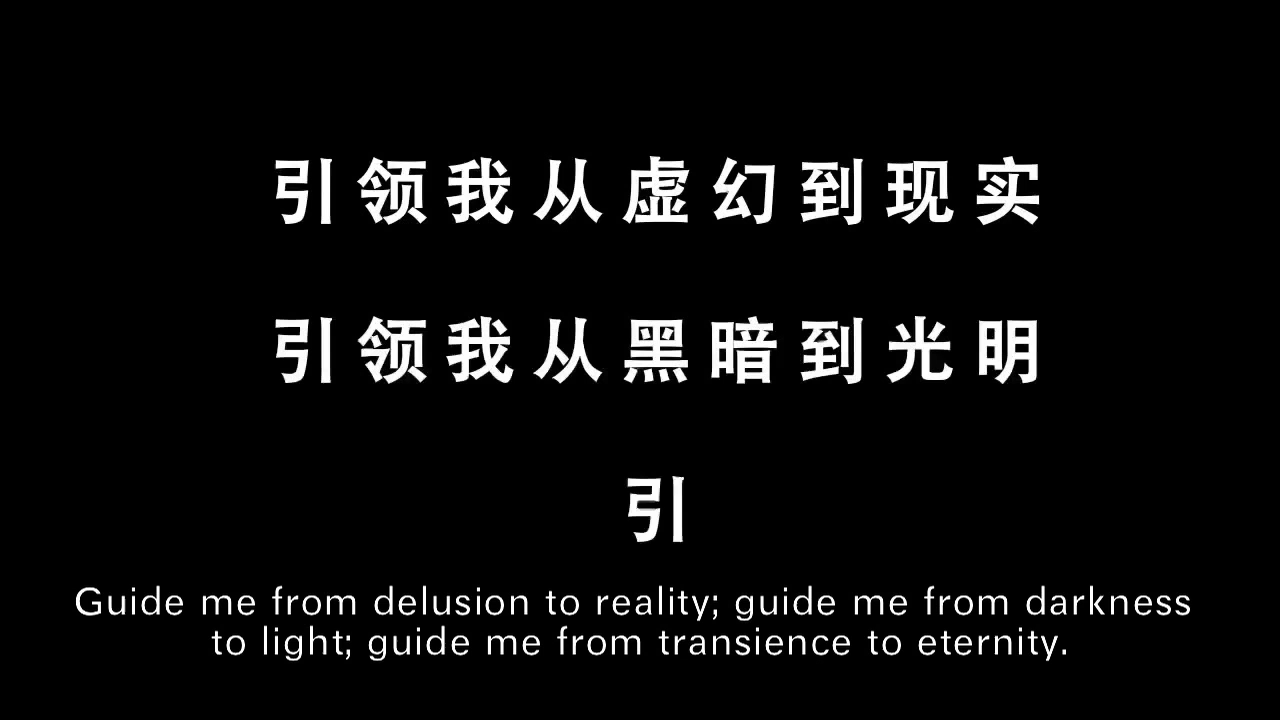 引领我从虚幻到现实
引领我从黑暗到光明
引
Guide me from delusion to reality; guide me from darkness
to light; guide me from transience to eternity.